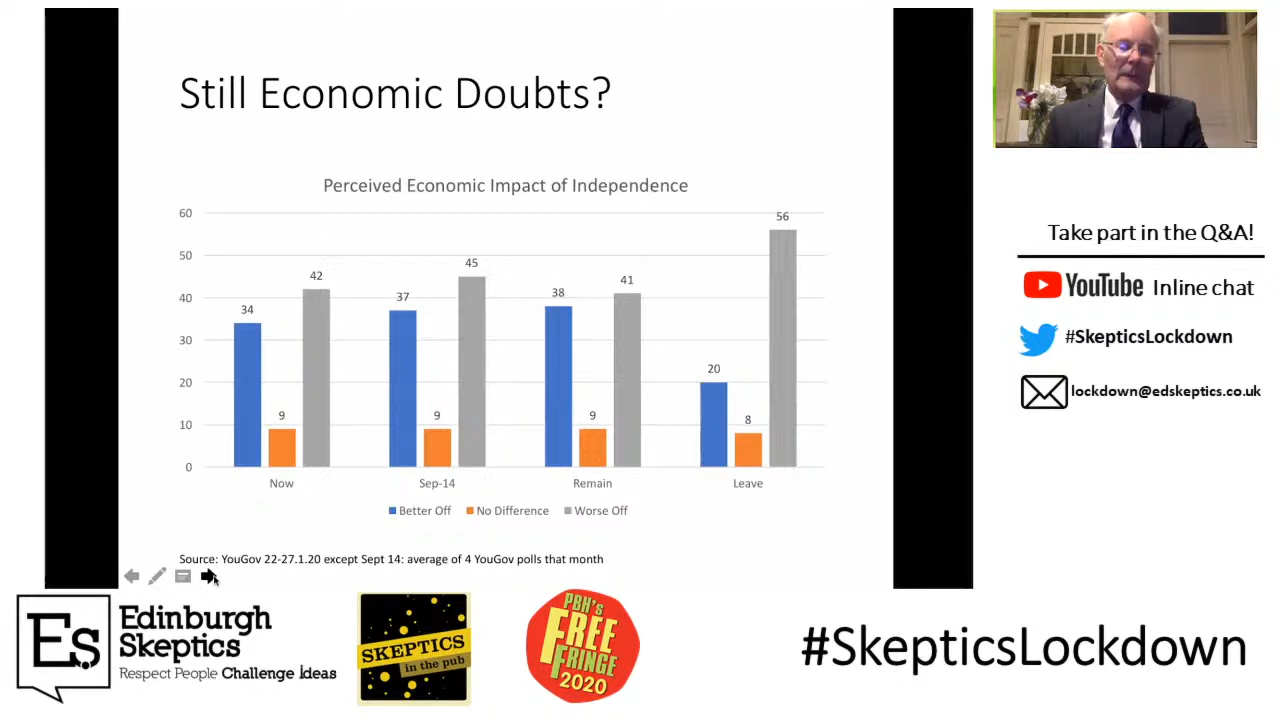 Still Economic Doubts?
Perceived Economic Impact of Independence
60
50
40
30
20
10
0
34
9
42
37
9
45
38
9
41
20
8
56
Now
Sep-14
Remain
Leave
Better Off
No Difference
Worse Off
Source: YouGov 22-27.1.20 except Sept 14: average of 4 YouGov polls that month
Take part in the Q&A!
YouTube Inline chat
#SkepticsLockdown
lockdown@edskeptics.co.uk
Es
Edinburgh
Skeptics
Respect People Challenge Ideas
SKEPTICS
in the pub
PBH's
FREE
FRINGE
2020
#SkepticsLockdown